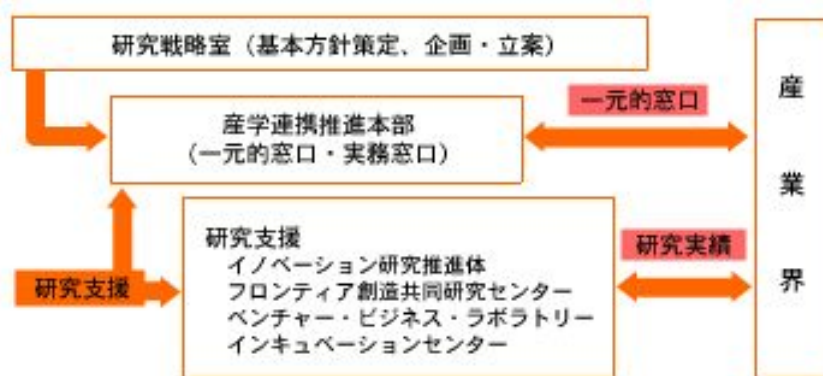 研究戦略室（基本方針策定、企画・立案）
一元的窓口
産学連携推進本部
（一元的窓口・実務窓口）
産業界
研究支援
イノベーション研究推進体
フロンティア創造共同研究センター
ベンチャー・ビジネス・ラボラトリー
インキュベーションセンター
研究実績
研究支援